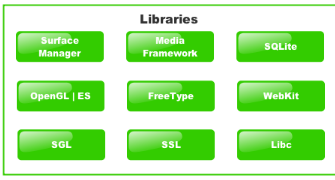 Libraries
Surface
Manager
Media
Framework
SQLite
OpenGL | ES
FreeType
WebKit
SGL
SSL
Libc